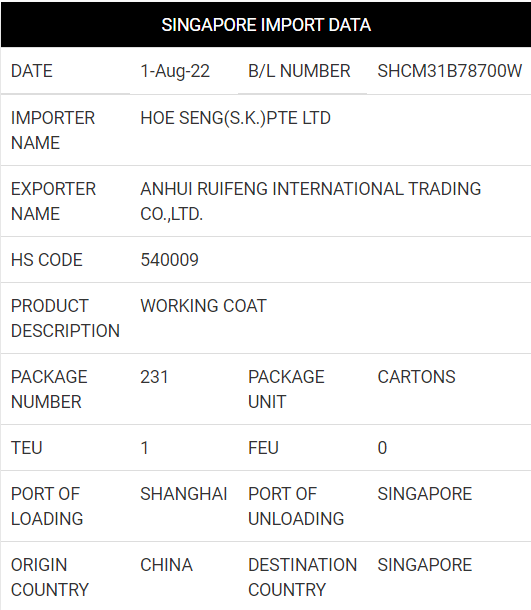 SINGAPORE IMPORT DATA
DATE 1-Aug-22 B/L NUMBER SHCM31B78700W
IMPORTER NAME HOE SENG(S.K.)PTE LTD
EXPORTER NAME ANHUI RUIFENG INTERNATIONAL TRADING CO.,LTD.
HS CODE 540009
PRODUCT DESCRIPTION WORKING COAT
PACKAGE NUMBER 231 PACKAGE UNIT CARTONS
TEU 1 FEU 0
PORT OF LOADING SHANGHAI PORT OF UNLOADING SINGAPORE
ORIGIN COUNTRY CHINA DESTINATION COUNTRY SINGAPORE